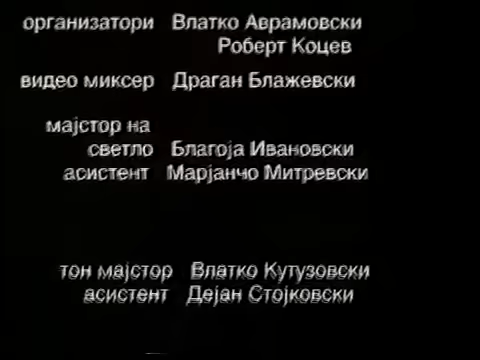 организатори Влатко Аврамовски
Роберт Коцев
видео миксер Драган Блажевски
мајстор на
светло Благоја Ивановски
асистент Марјанчо Митревски
тон мајстор Влатко Кутузовски
асистент Дејан Стојковски